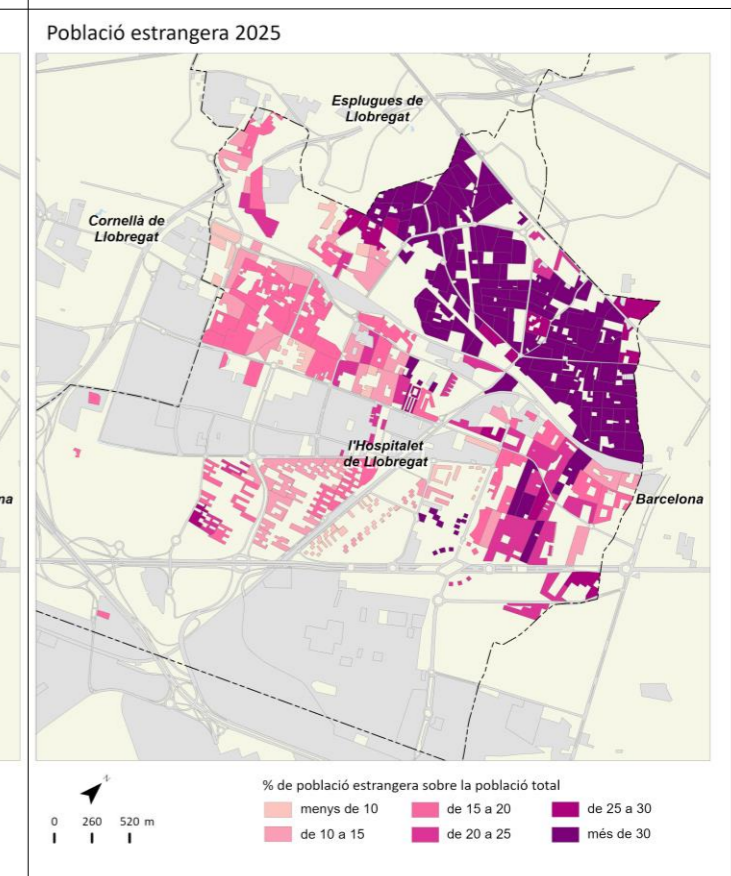 Població estrangera 2025
Esplugues de
Llobregat
Cornellà de
Llobregat
l'Hospitalet
de Llobregat
na
Barcelona
N
0 260 520 m
% de població estrangera sobre la població total
menys de 10
de 15 a 20
de 25 a 30
de 10 a 15
de 20 a 25
més de 30